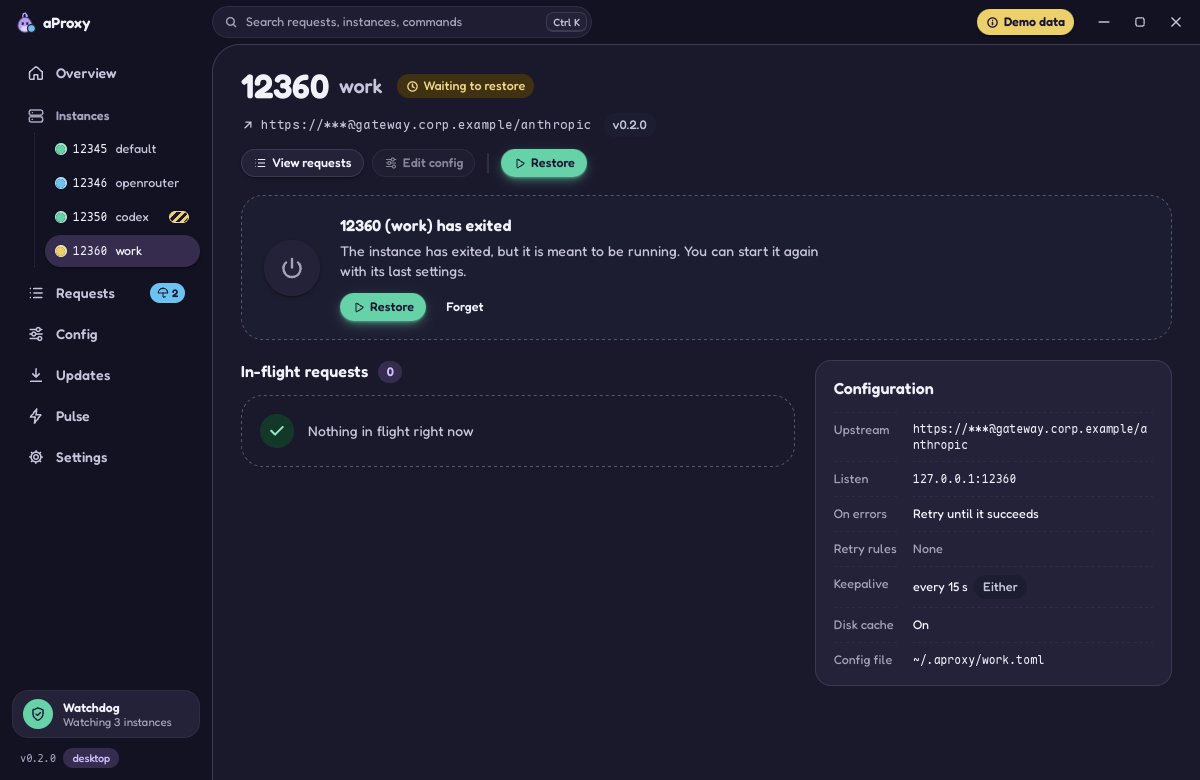 aProxy
Search requests, instances, commands
Ctrl K
Demo data
Overview
Instances
12345 default
12346 openrouter
12350 codex
12360 work
Requests
2
Config
Updates
Pulse
Settings
Watchdog
Watching 3 instances
v0.2.0 desktop
12360 work
Waiting to restore
https://***@gateway.corp.example/anthropic
v0.2.0
View requests
Edit config
Restore
12360 (work) has exited
The instance has exited, but it is meant to be running. You can start it again
with its last settings.
Restore
Forget
In-flight requests 0
Nothing in flight right now
Configuration
Upstream https://***@gateway.corp.example/a
nthropic
Listen 127.0.0.1:12360
On errors Retry until it succeeds
Retry rules None
Keepalive every 15 s Either
Disk cache On
Config file ~/.aproxy/work.toml